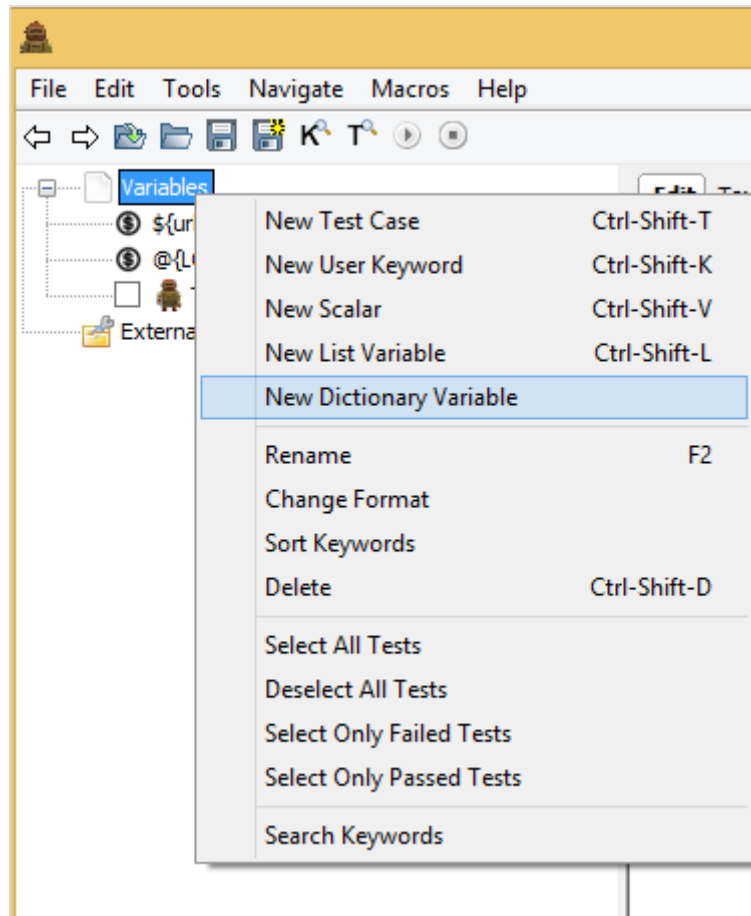 File Edit Tools Navigate Macros Help
Variables
Edit
${ur
New Test Case Ctrl-Shift-T
@{L
New User Keyword Ctrl-Shift-K
New Scalar Ctrl-Shift-V
Externa
New List Variable Ctrl-Shift-L
New Dictionary Variable
Rename F2
Change Format
Sort Keywords
Delete Ctrl-Shift-D
Select All Tests
Deselect All Tests
Select Only Failed Tests
Select Only Passed Tests
Search Keywords